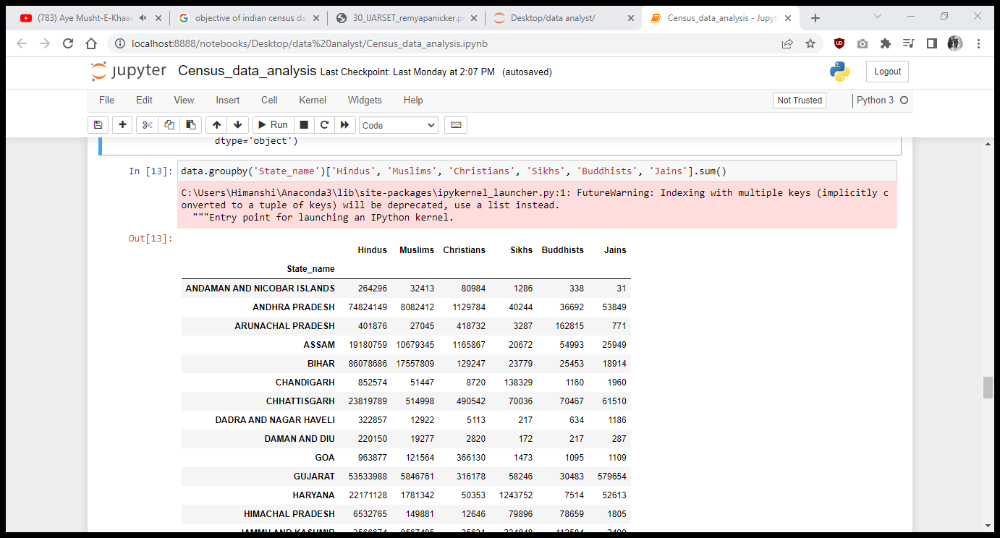 (783) Aye Musht-E-Khaa
objective of indian census da
30_IJARSET_remyapanicker.p
Desktop/data analyst/
Census_data_analysis - Jupyt
localhost:8888/notebooks/Desktop/data%20analyst/Census_data_analysis.ipynb
jupyter Census_data_analysis Last Checkpoint: Last Monday at 2:07 PM (autosaved)
Logout
File Edit View Insert Cell Kernel Widgets Help
Not Trusted
Python 3
Run
Code
dtype='object')
In [13]: data.groupby('State_name')['Hindus', 'Muslims', 'Christians', 'Sikhs', 'Buddhists', 'Jains'].sum()
C:\Users\Himanshi\Anaconda3\lib\site-packages\ipykernel_launcher.py:1: FutureWarning: Indexing with multiple keys (implicitly c
onverted to a tuple of keys) will be deprecated, use a list instead.
"""Entry point for launching an IPython kernel.
Out[13]:
Hindus Muslims Christians Sikhs Buddhists Jains
State_name
ANDAMAN AND NICOBAR ISLANDS 264296 32413 80984 1286 338 31
ANDHRA PRADESH 74824149 8082412 1129784 40244 36692 53849
ARUNACHAL PRADESH 401876 27045 418732 3287 162815 771
ASSAM 19180759 10679345 1165867 20672 54993 25949
BIHAR 86078686 17557809 129247 23779 25453 18914
CHANDIGARH 852574 51447 8720 138329 1160 1960
CHHATTISGARH 23819789 514998 490542 70036 70467 61510
DADRA AND NAGAR HAVELI 322857 12922 5113 217 634 1186
DAMAN AND DIU 220150 19277 2820 172 217 287
GOA 963877 121564 366130 1473 1095 1109
GUJARAT 53533988 5846761 316178 58246 30483 579654
HARYANA 22171128 1781342 50353 1243752 7514 52613
HIMACHAL PRADESH 6532765 149881 12646 79896 78659 1805
JAMMU AND KASHMIR 3566674 8567485 35631 234848 112584 2490